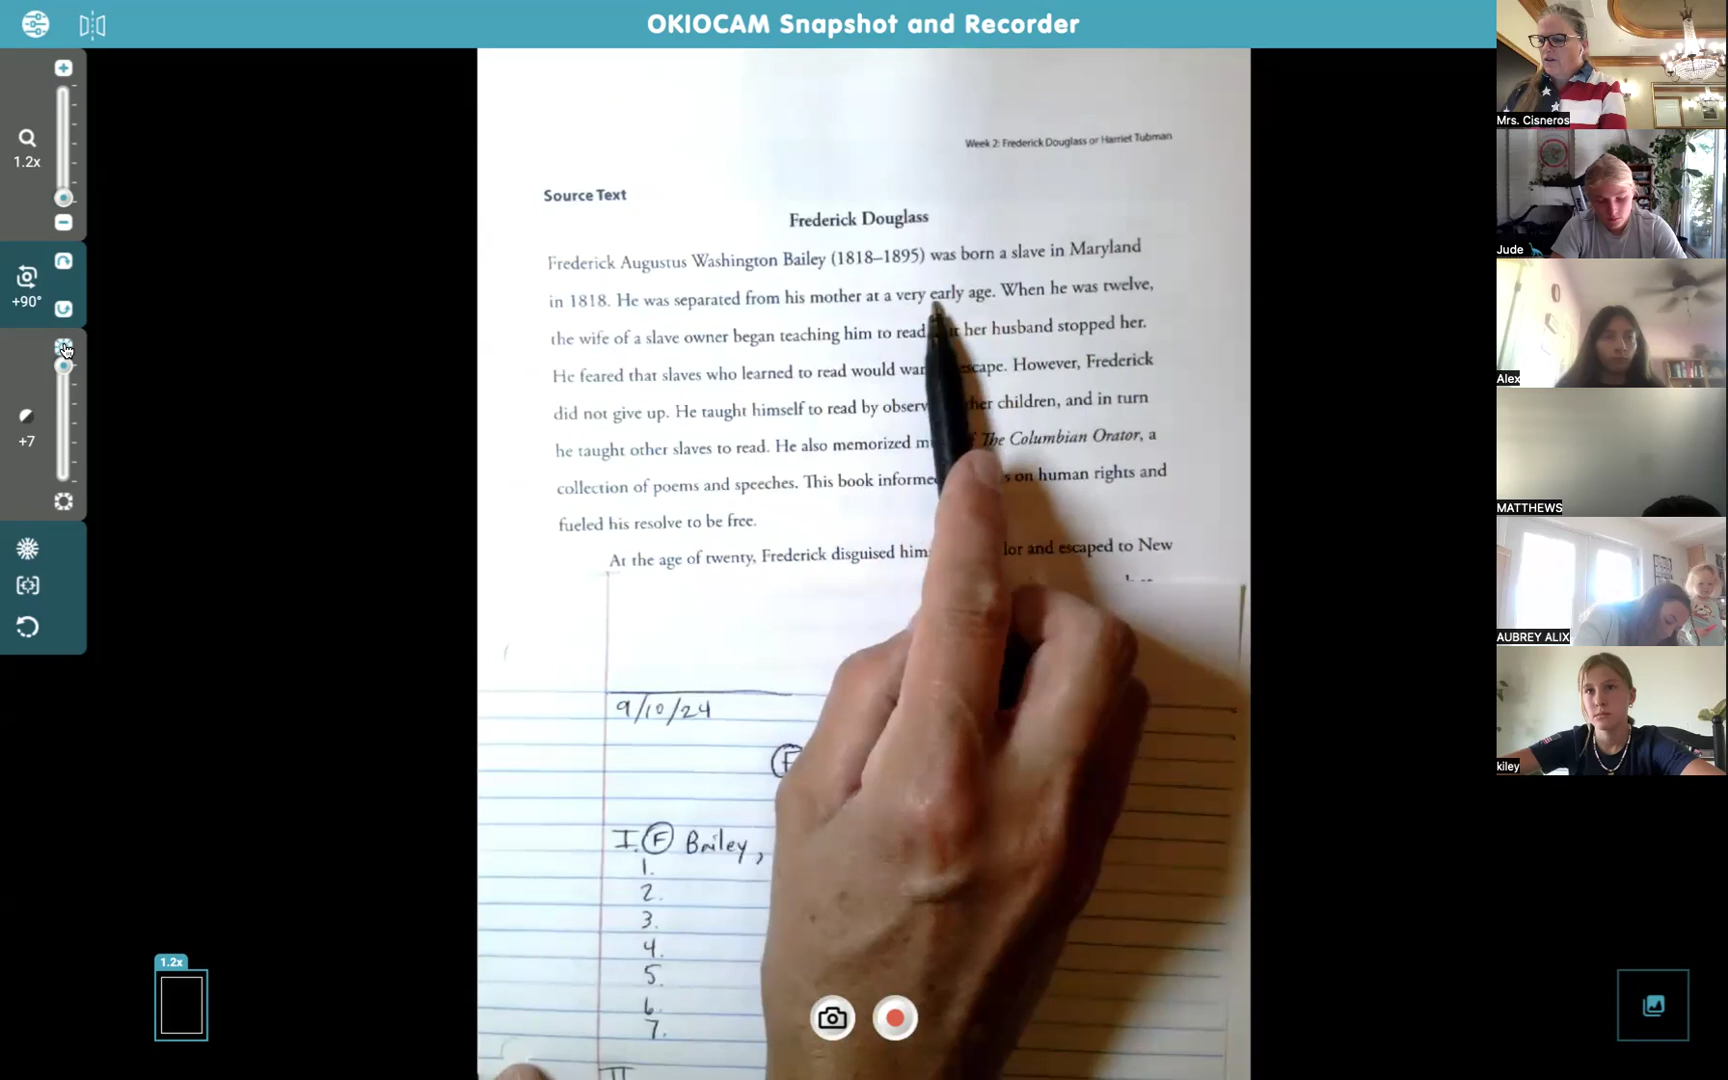 OKIOCAM Snapshot and Recorder
1.2x
+90°
+7
Week 2: Frederick Douglass or Harriet Tubman
Source Text
Frederick Douglass
Frederick Augustus Washington Bailey (1818–1895) was born a slave in Maryland
in 1818. He was separated from his mother at a very early age. When he was twelve,
the wife of a slave owner began teaching him to read her husband stopped her.
He feared that slaves who learned to read would However, Frederick
did not give up. He taught himself to read by children, and in turn
he taught other slaves to read. He also memorized The Columbian Orator, a
collection of poems and speeches. This book on human rights and
fueled his resolve to be free.
At the age of twenty, Frederick disguised and escaped to New
9/10/24
F
I. F Bailey,
1.
2.
3.
4.
5.
6.
7.
II
1.2x
Mrs. Cisneros
Jude
Alex
MATTHEWS
AUBREY ALIX
kiley